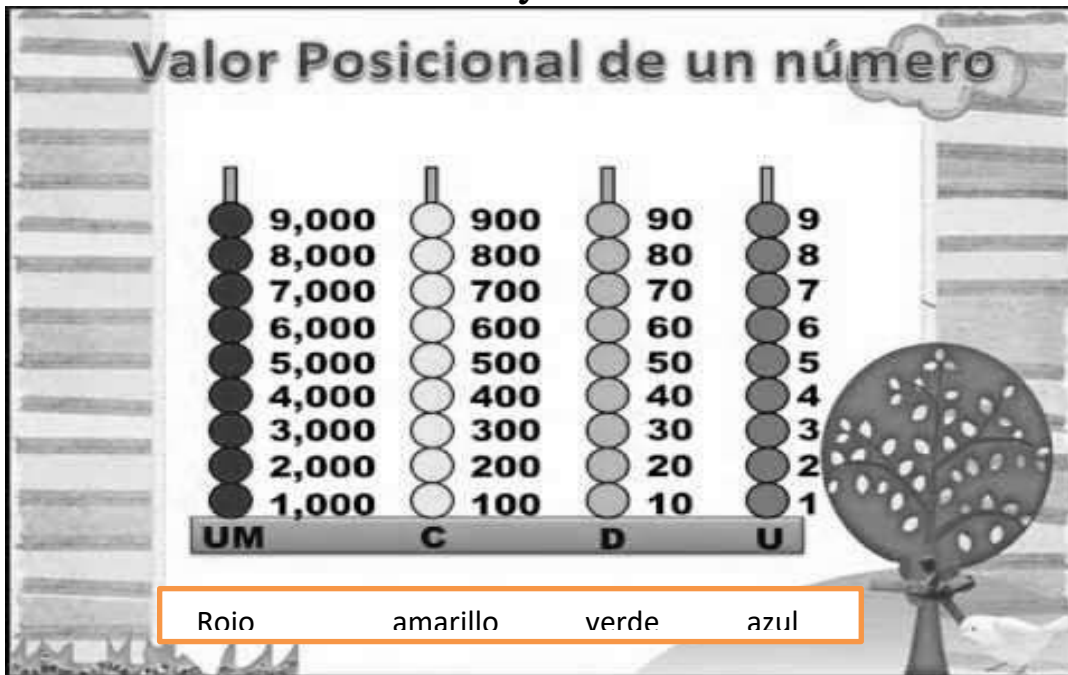 Valor Posicional de un número
9,000 900 90 9
8,000 800 80 8
7,000 700 70 7
6,000 600 60 6
5,000 500 50 5
4,000 400 40 4
3,000 300 30 3
2,000 200 20 2
1,000 100 10 1
UM C D U
Rojo amarillo verde azul